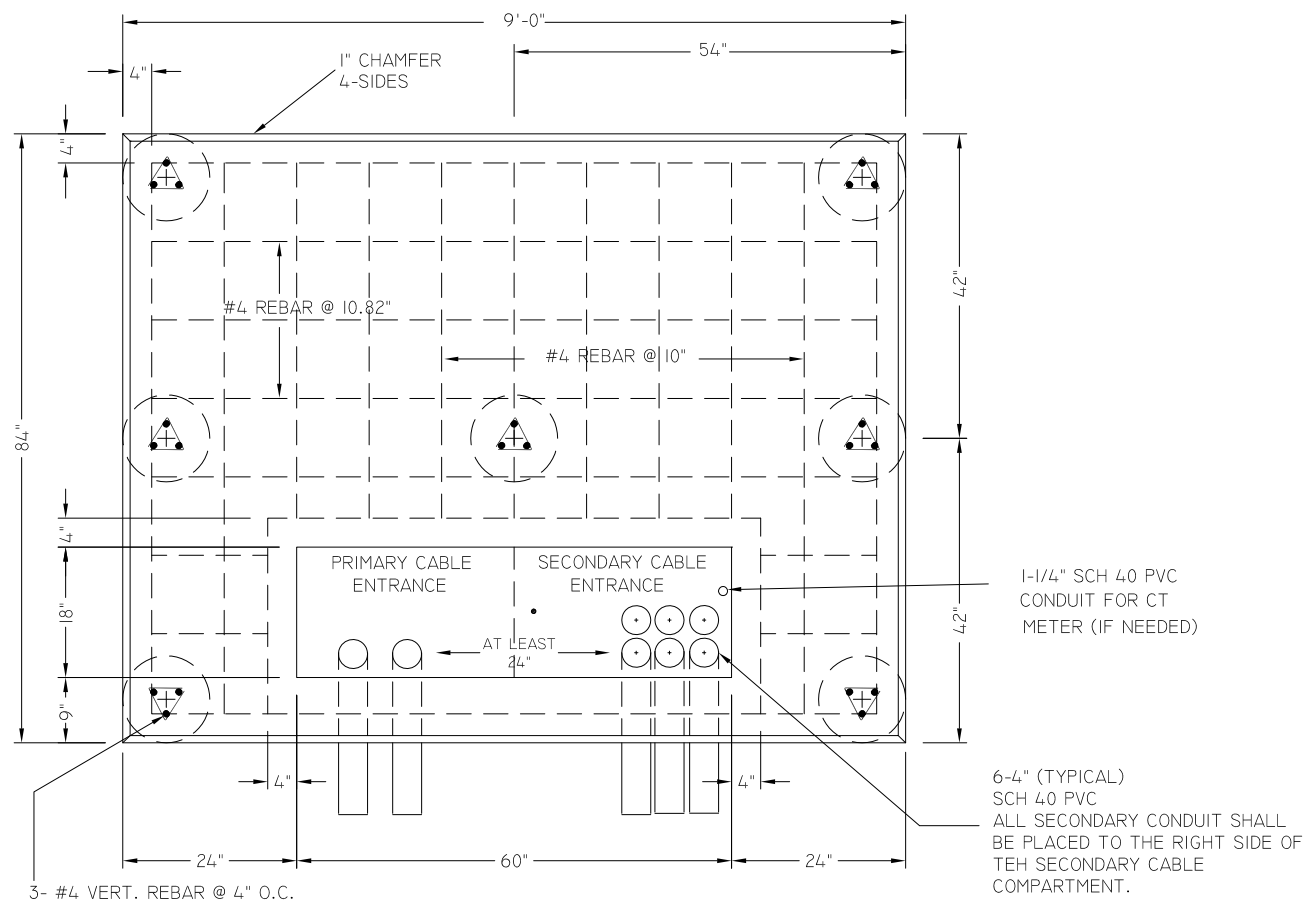 9'-0"
54"
1" CHAMFER
4-SIDES
4"
4"
42"
#4 REBAR @ 10.82"
#4 REBAR @ 10"
84"
4"
PRIMARY CABLE
ENTRANCE
SECONDARY CABLE
ENTRANCE
18"
AT LEAST
24"
1-1/4" SCH 40 PVC
CONDUIT FOR CT
METER (IF NEEDED)
42"
9"
4"
4"
6-4" (TYPICAL)
SCH 40 PVC
ALL SECONDARY CONDUIT SHALL
BE PLACED TO THE RIGHT SIDE OF
TEH SECONDARY CABLE
COMPARTMENT.
24"
60"
24"
3- #4 VERT. REBAR @ 4" O.C.